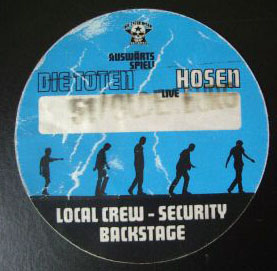 AUSWÄRTS
SPIEL!
DIE TOTEN HOSEN
LIVE
LOCAL CREW - SECURITY
BACKSTAGE